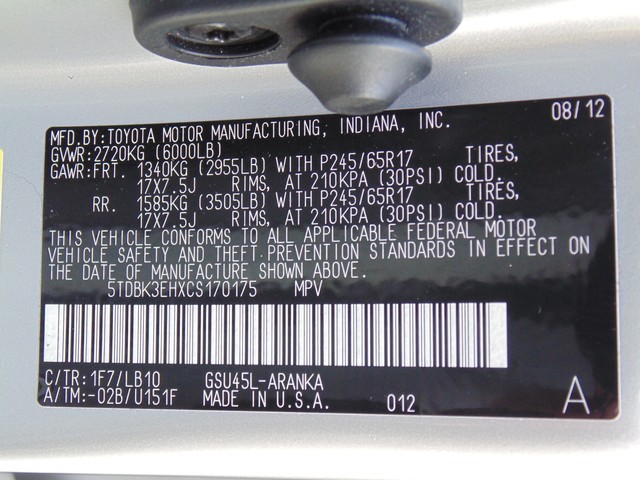 MFD.BY:TOYOTA MOTOR MANUFACTURING, INDIANA, INC. 08/12
GVWR:2720KG (6000LB)
GAWR:FRT. 1340KG (2955LB) WITH P245/65R17 TIRES,
17X7.5J RIMS, AT 210KPA (30PSI) COLD.
RR. 1585KG (3505LB) WITH P245/65R17 TIRES,
17X7.5J RIMS, AT 210KPA (30PSI) COLD.
THIS VEHICLE CONFORMS TO ALL APPLICABLE FEDERAL MOTOR
VEHICLE SAFETY AND THEFT PREVENTION STANDARDS IN EFFECT ON
THE DATE OF MANUFACTURE SHOWN ABOVE.
5TDBK3EHXCS170175 MPV
C/TR:1F7/LB10 GSU45L-ARANKA
A/TM:-02B/U151F MADE IN U.S.A. 012 A